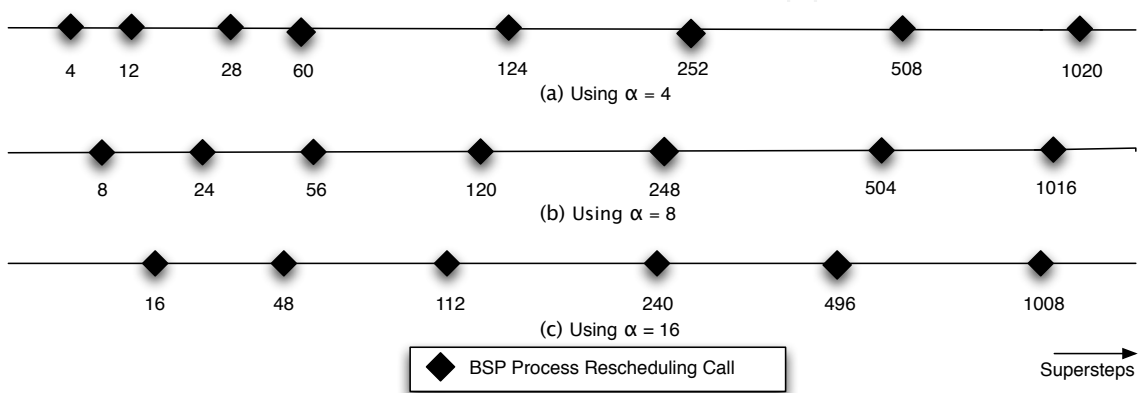 4 12 28 60 124 252 508 1020
(a) Using α = 4
8 24 56 120 248 504 1016
(b) Using α = 8
16 48 112 240 496 1008
(c) Using α = 16
BSP Process Rescheduling Call
Supersteps